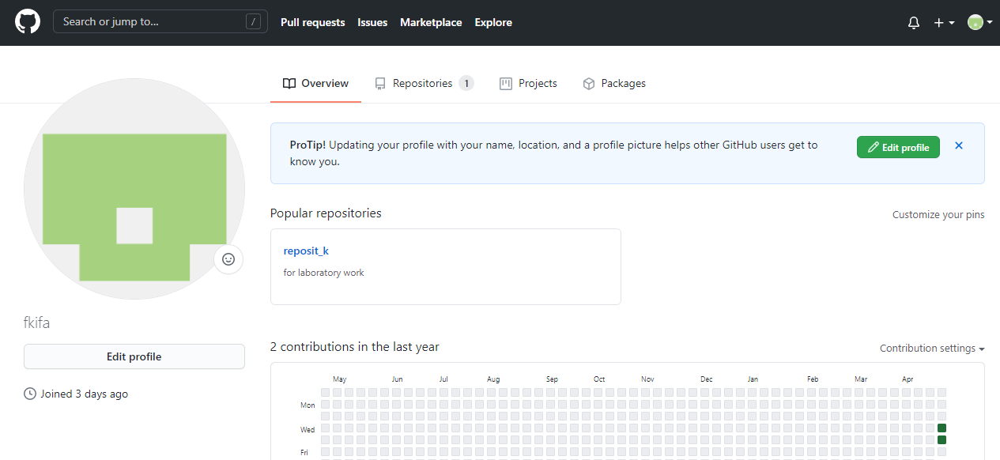 Search or jump to... /
Pull requests Issues Marketplace Explore
Overview Repositories 1 Projects Packages
ProTip! Updating your profile with your name, location, and a profile picture helps other GitHub users get to
know you.
Edit profile
Popular repositories
Customize your pins
reposit_k
for laboratory work
fkifa
Edit profile
Joined 3 days ago
2 contributions in the last year
Contribution settings
May Jun Jul Aug Sep Oct Nov Dec Jan Feb Mar Apr
Mon
Wed
Fri